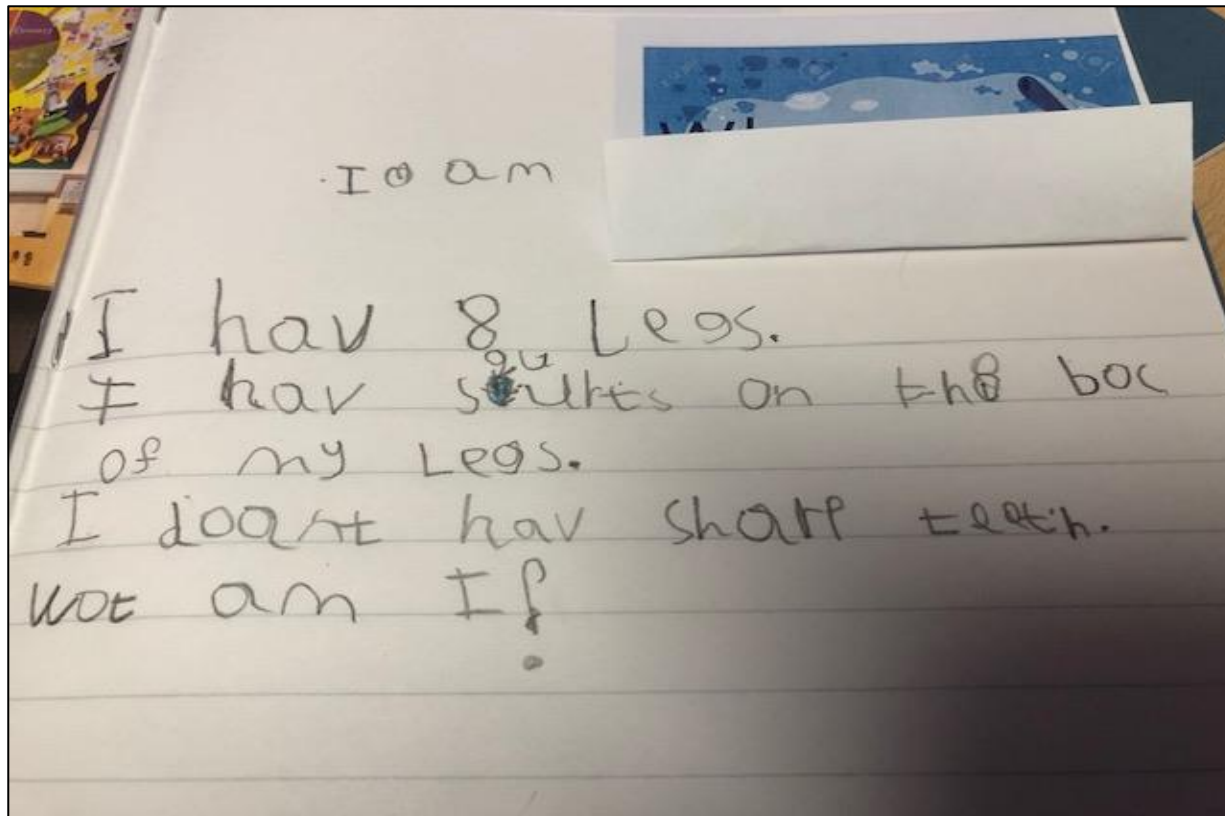 I am
I hav 8 Legs.
I hav on the boc
of my Legs.
I doant hav sharp teeth.
wot am I?